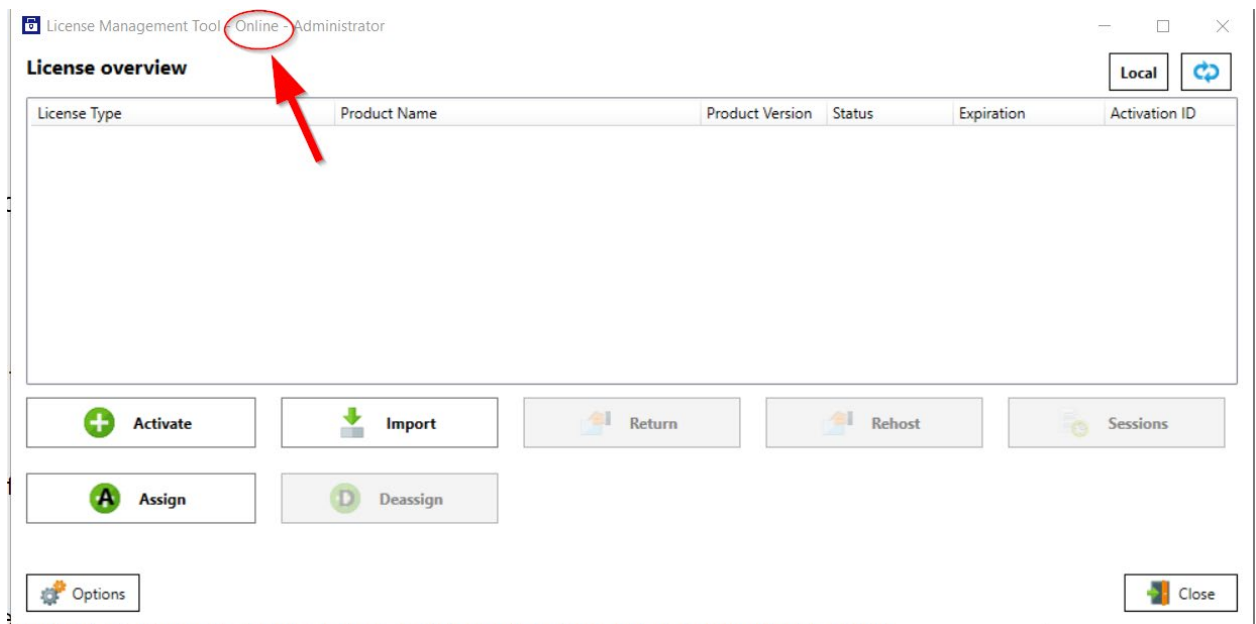 License Management Tool - Online - Administrator
License overview
Local
License Type Product Name Product Version Status Expiration Activation ID
Activate Import Return Rehost Sessions
A Assign D Deassign
Options Close